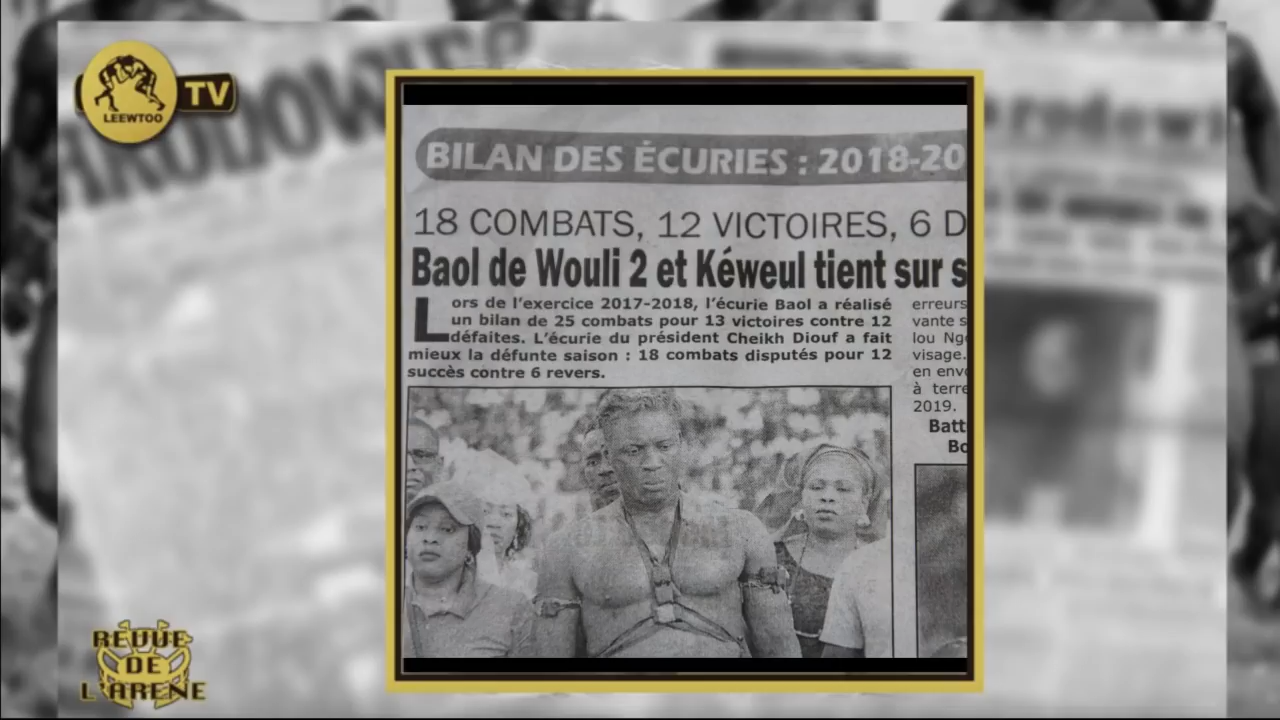 LEEWTOO
TV
BILAN DES ÉCURIES : 2018-20
18 COMBATS, 12 VICTOIRES, 6 D
Baol de Wouli 2 et Kéweul tient sur s
Lors de l'exercice 2017-2018, l'écurie Baol a réalisé
un bilan de 25 combats pour 13 victoires contre 12
défaites. L'écurie du président Cheikh Diouf a fait
mieux la défunte saison : 18 combats disputés pour 12
succès contre 6 revers.
erreurs
vante s
lou Ng
visage.
en env
à terre
2019.
Batt
Bo
REVUE
DE
L'ARENE